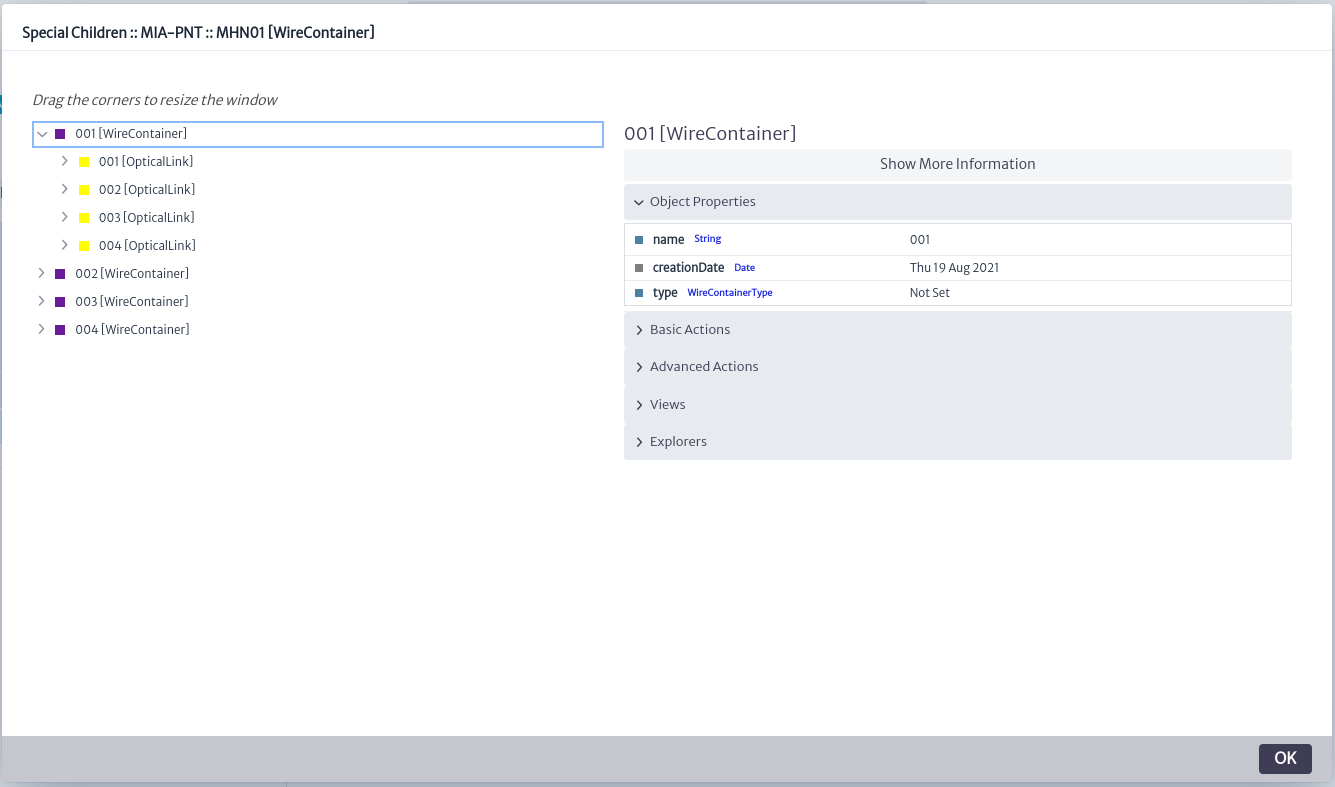 Special Children :: MIA-PNT :: MHN01 [WireContainer]
Drag the corners to resize the window
001 [WireContainer]
001 [OpticalLink]
002 [OpticalLink]
003 [OpticalLink]
004 [OpticalLink]
002 [WireContainer]
003 [WireContainer]
004 [WireContainer]
001 [WireContainer]
Show More Information
Object Properties
name String 001
creationDate Date Thu 19 Aug 2021
type WireContainerType Not Set
Basic Actions
Advanced Actions
Views
Explorers
OK